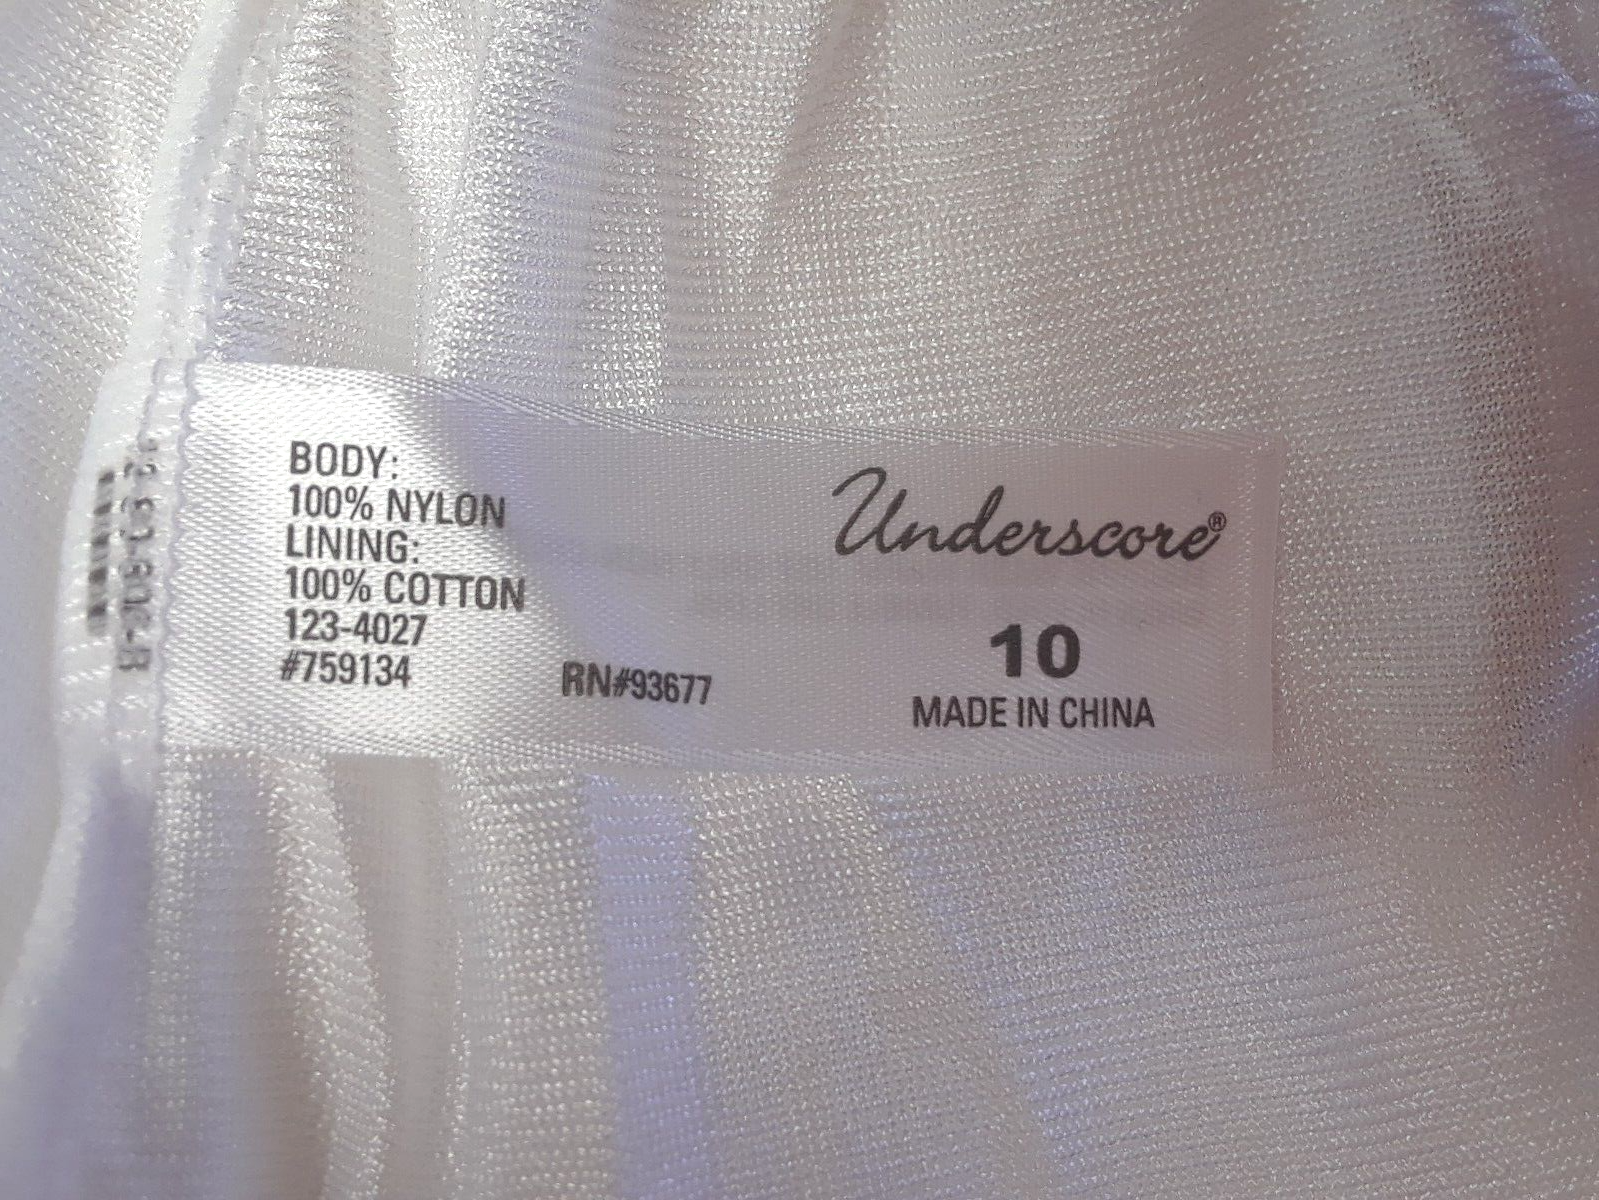 BODY:
100% NYLON
LINING:
100% COTTON
123-4027
#759134
RN#93677
Underscore®
10
MADE IN CHINA